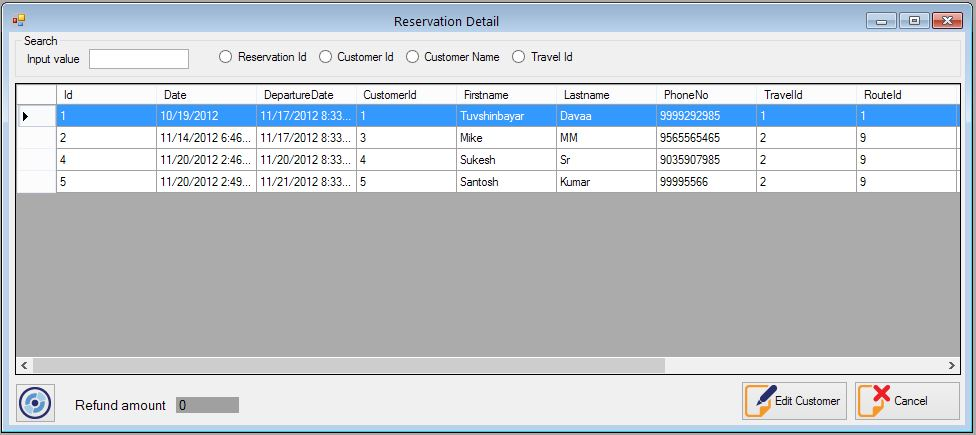 Reservation Detail
Search
Input value Reservation Id Customer Id Customer Name Travel Id
Id Date DepartureDate CustomerId Firstname Lastname PhoneNo TravelId RouteId
1 10/19/2012 11/17/2012 8:33... 1 Tuvshinbayar Davaa 9999292985 1 1
2 11/14/2012 6:46... 11/17/2012 8:33... 3 Mike MM 9565565465 2 9
4 11/20/2012 2:46... 11/20/2012 8:33... 4 Sukesh Sr 9035907985 2 9
5 11/20/2012 2:49... 11/21/2012 8:33... 5 Santosh Kumar 99995566 2 9
Refund amount 0 Edit Customer Cancel